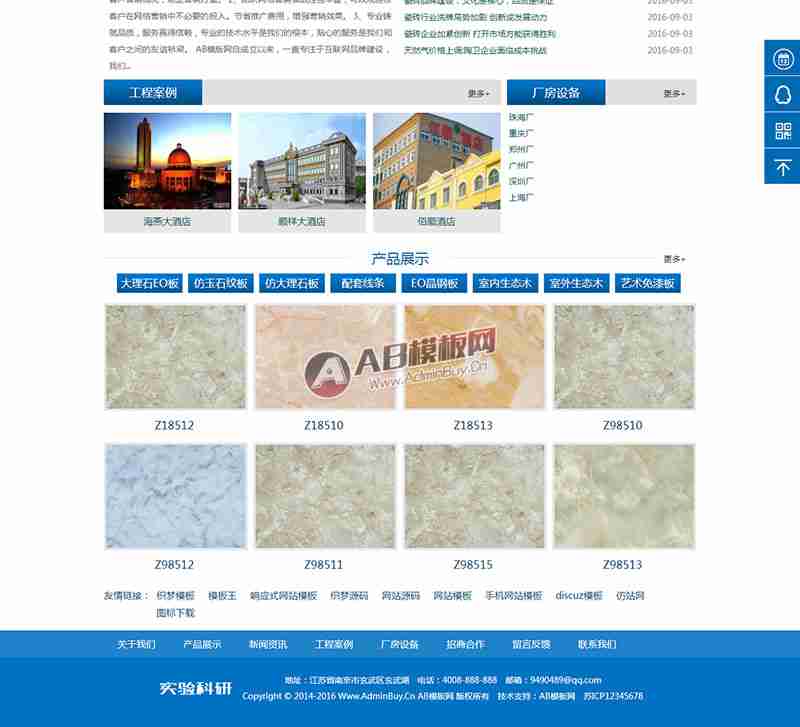 客户在网络营销中不必要的投入。节省推广费用,增强营销效果。 3、专业铸
就品质,服务赢得信赖,专业的技术水平是我们的根本,贴心的服务是我们和
客户之间的友谊桥梁。 AB模板网自成立以来,一直专注于互联网品牌建设,
我们...
2016-09-03
瓷砖行业洗牌局势加剧 创新成发展动力 2016-09-03
瓷砖企业如紧创新 打开市场方能获得胜利 2016-09-03
天然气价格上调 陶卫企业面临成本挑战 2016-09-03
工程案例 更多+
海燕大酒店
顺祥大酒店
佰顺酒店
厂房设备 更多+
珠海厂
重庆厂
郑州厂
广州厂
深圳厂
上海厂
产品展示 更多+
大理石EO板 仿玉石纹板 仿大理石板 配套线条 EO晶钢板 室内生态木 室外生态木 艺术免漆板
AB模板网
Www.AdminBuy.Cn
Z18512 Z18510 Z18513 Z98510
Z98512 Z98511 Z98515 Z98513
友情链接: 织梦模板 模板王 响应式网站模板 织梦源码 网站源码 网站模板 手机网站模板 discuz模板 仿站网
图标下载
关于我们 产品展示 新闻资讯 工程案例 厂房设备 招商合作 留言反馈 联系我们
实验科研
地址:江苏省南京市玄武区玄武湖 电话:4008-888-888 邮箱:9490489@qq.com
Copyright © 2014-2016 Www.AdminBuy.Cn AB模板网 版权所有 技术支持:AB模板网 苏ICP12345678